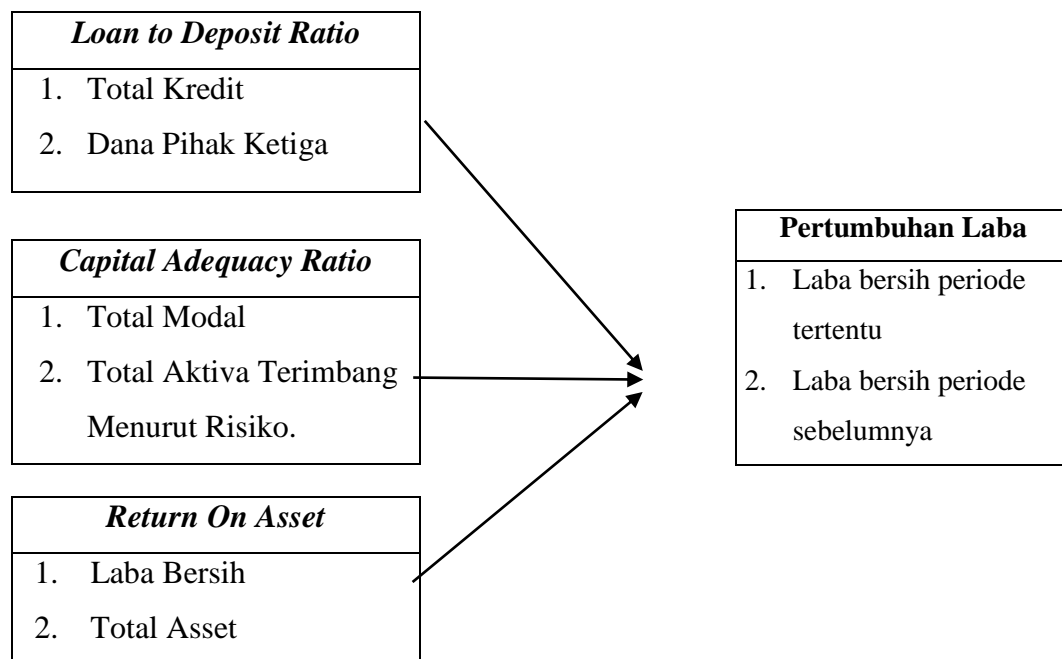 Loan to Deposit Ratio
1. Total Kredit
2. Dana Pihak Ketiga
Capital Adequacy Ratio
1. Total Modal
2. Total Aktiva Terimbang
Menurut Risiko.
Return On Asset
1. Laba Bersih
2. Total Asset
Pertumbuhan Laba
1. Laba bersih periode
tertentu
2. Laba bersih periode
sebelumnya